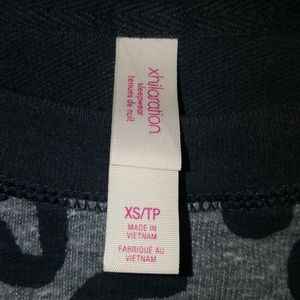 xhilaration
sleepwear
tenues de nuit
XS/TP
MADE IN
VIETNAM
FABRIQUÉ AU
VIETNAM